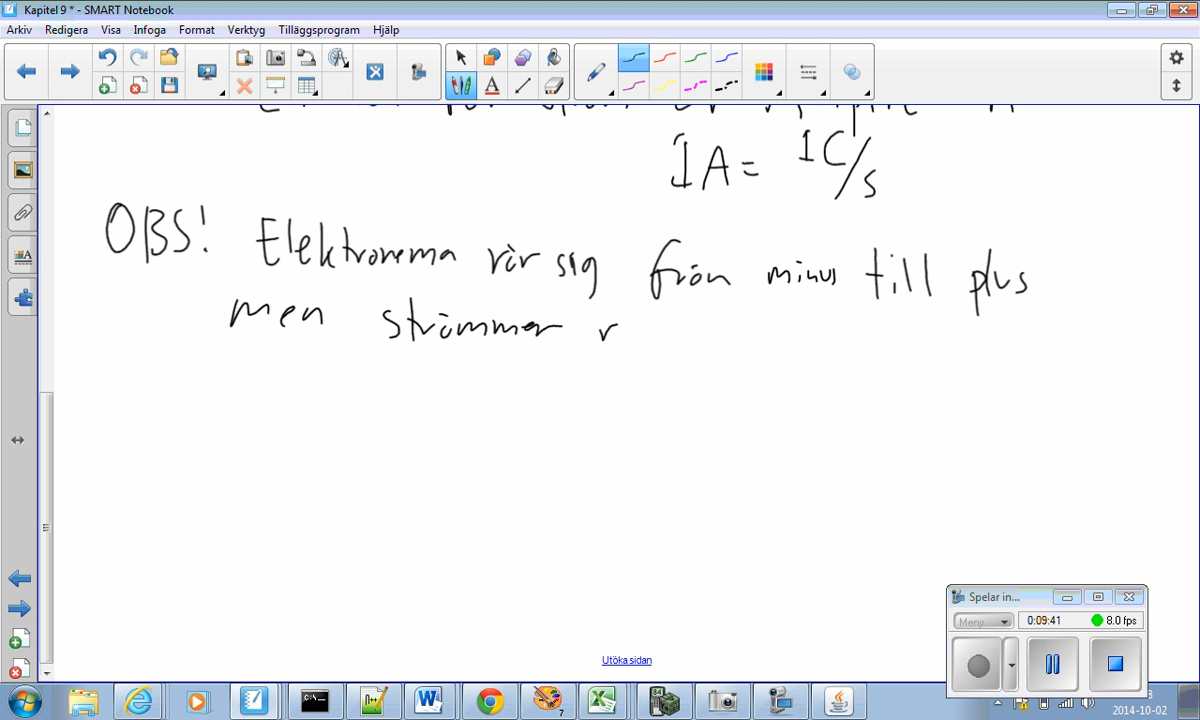 Kapitel 9 * - SMART Notebook
Arkiv Redigera Visa Infoga Format Verktyg Tilläggsprogram Hjälp
1A = 1C/s
OBS! Elektronerna rör sig från minus till plus
men strömmen r
Spelar in...
Meny 0:09:41 8.0 fps
Utöka sidan
2014-10-02